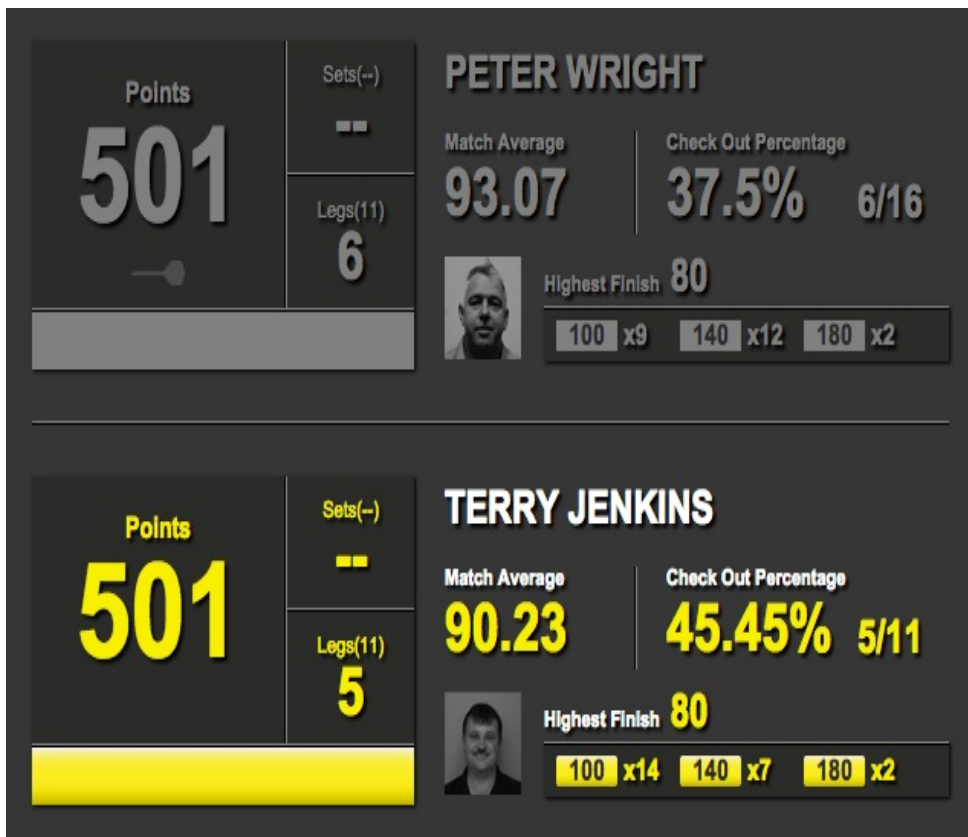 Points
501
Sets(--)
--
Legs(11)
6
PETER WRIGHT
Match Average
93.07
Check Out Percentage
37.5% 6/16
Highest Finish 80
100 x9 140 x12 180 x2
Points
501
Sets(--)
--
Legs(11)
5
TERRY JENKINS
Match Average
90.23
Check Out Percentage
45.45% 5/11
Highest Finish 80
100 x14 140 x7 180 x2